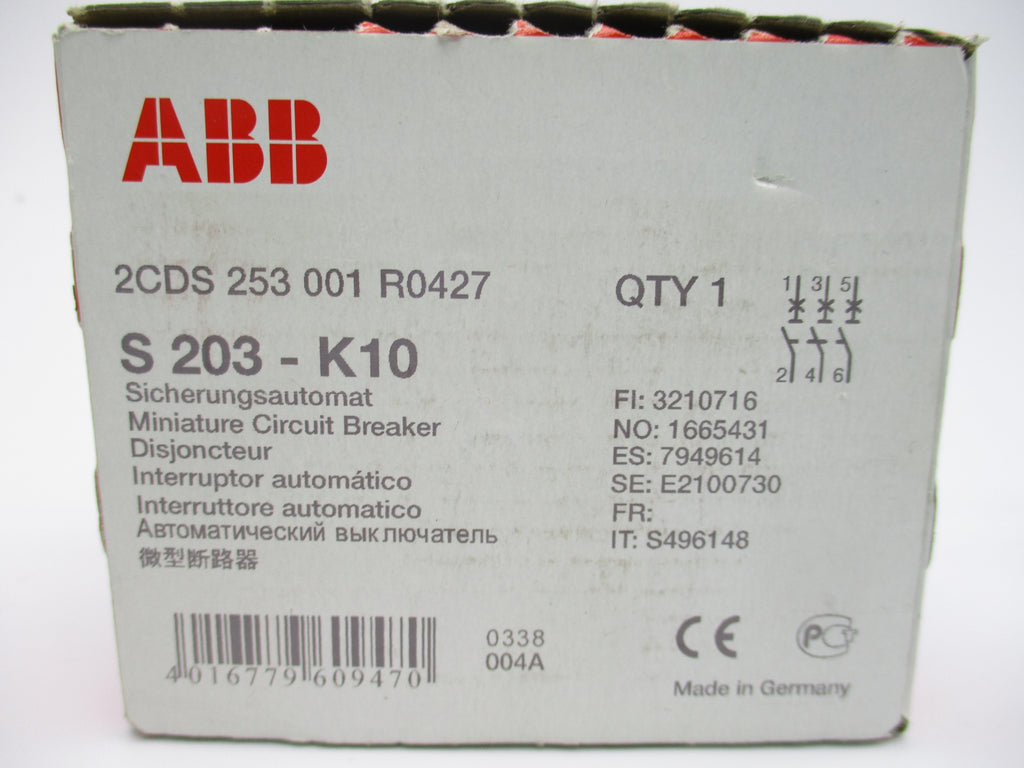 ABB
2CDS 253 001 R0427
QTY 1
1 3 5
2 4 6
S 203 - K10
Sicherungsautomat
Miniature Circuit Breaker
Disjoncteur
Interruptor automático
Interruttore automatico
Автоматический выключатель
微型断路器
FI: 3210716
NO: 1665431
ES: 7949614
SE: E2100730
FR:
IT: S496148
4 016779 609470
0338
004A
CE
РСТ
Made in Germany